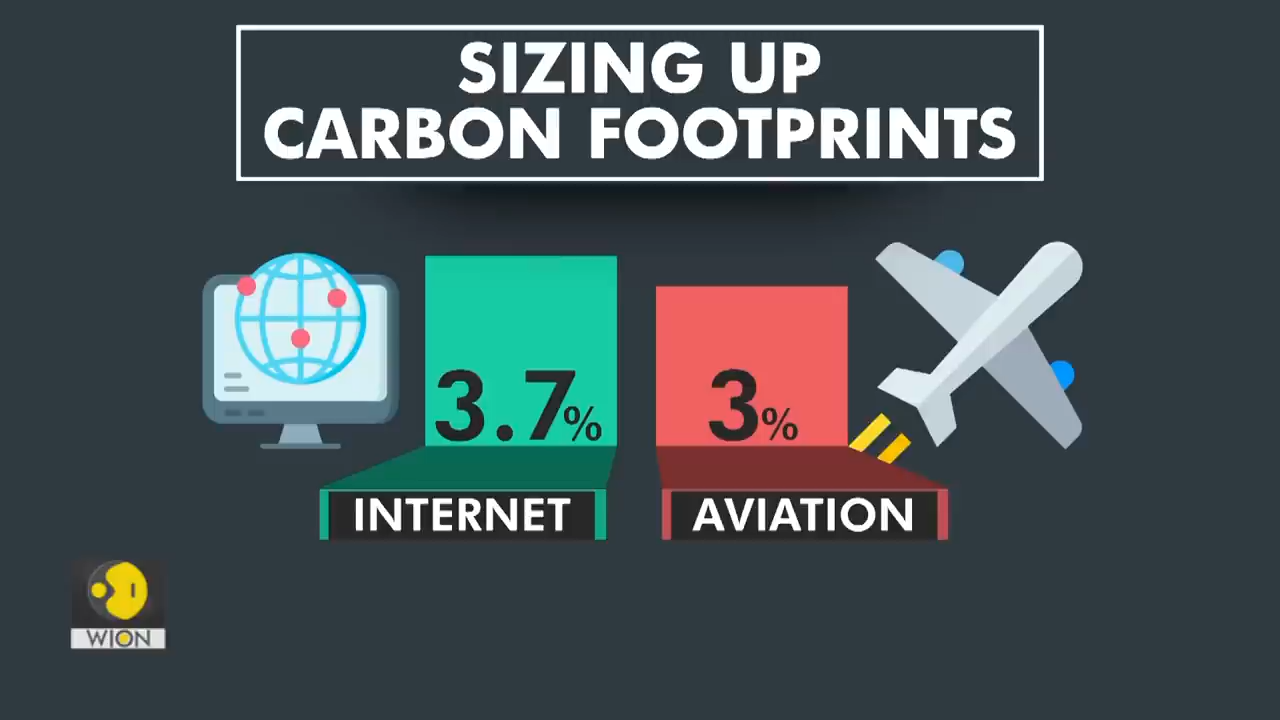 SIZING UP
CARBON FOOTPRINTS
3.7%
3%
INTERNET
AVIATION
WION